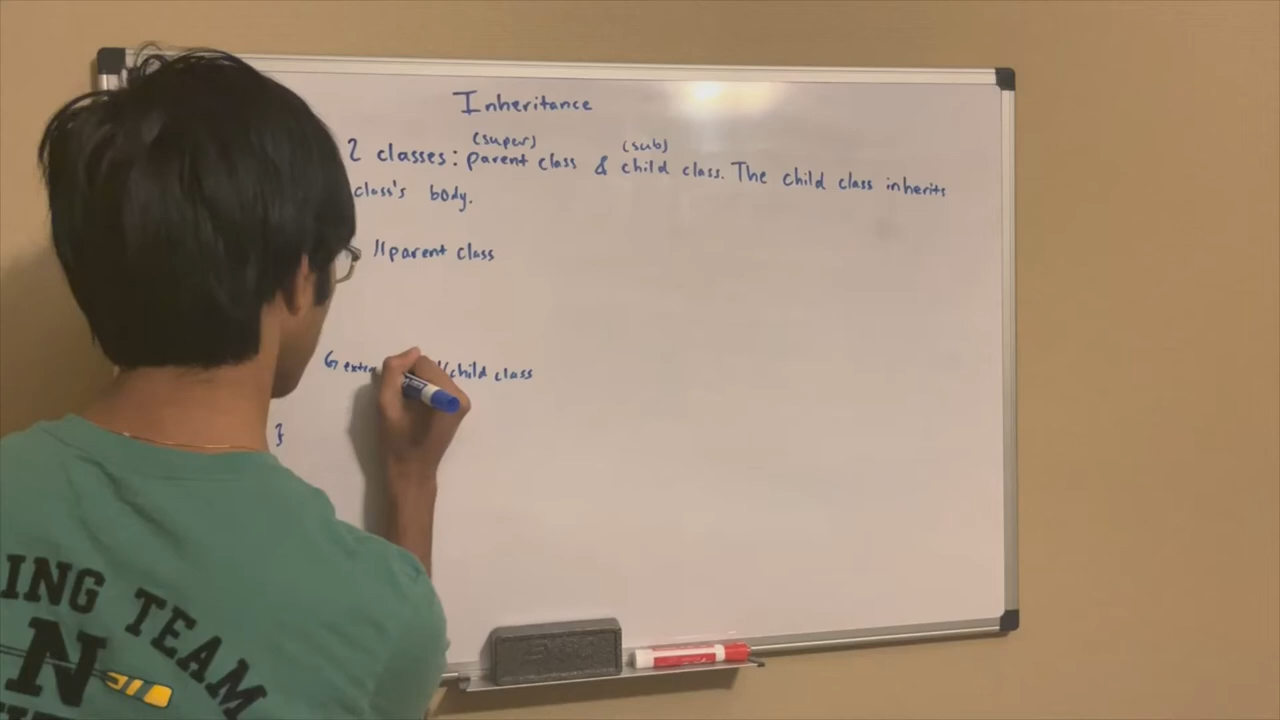 Inheritance
(super) (sub)
2 classes: parent class & child class. The child class inherits
class's body.
//parent class
G //child class
}
ING TEAM
N